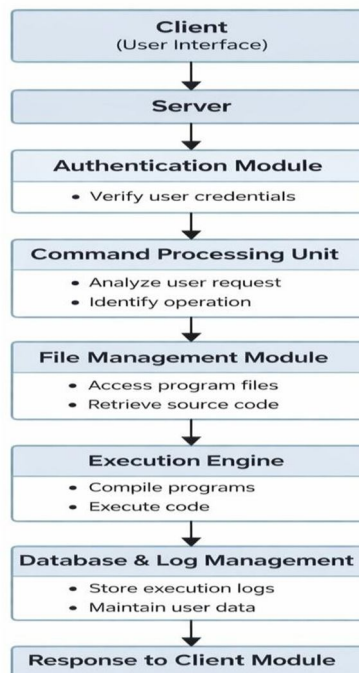 Client
(User Interface)
Server
Authentication Module
• Verify user credentials
Command Processing Unit
• Analyze user request
• Identify operation
File Management Module
• Access program files
• Retrieve source code
Execution Engine
• Compile programs
• Execute code
Database & Log Management
• Store execution logs
• Maintain user data
Response to Client Module